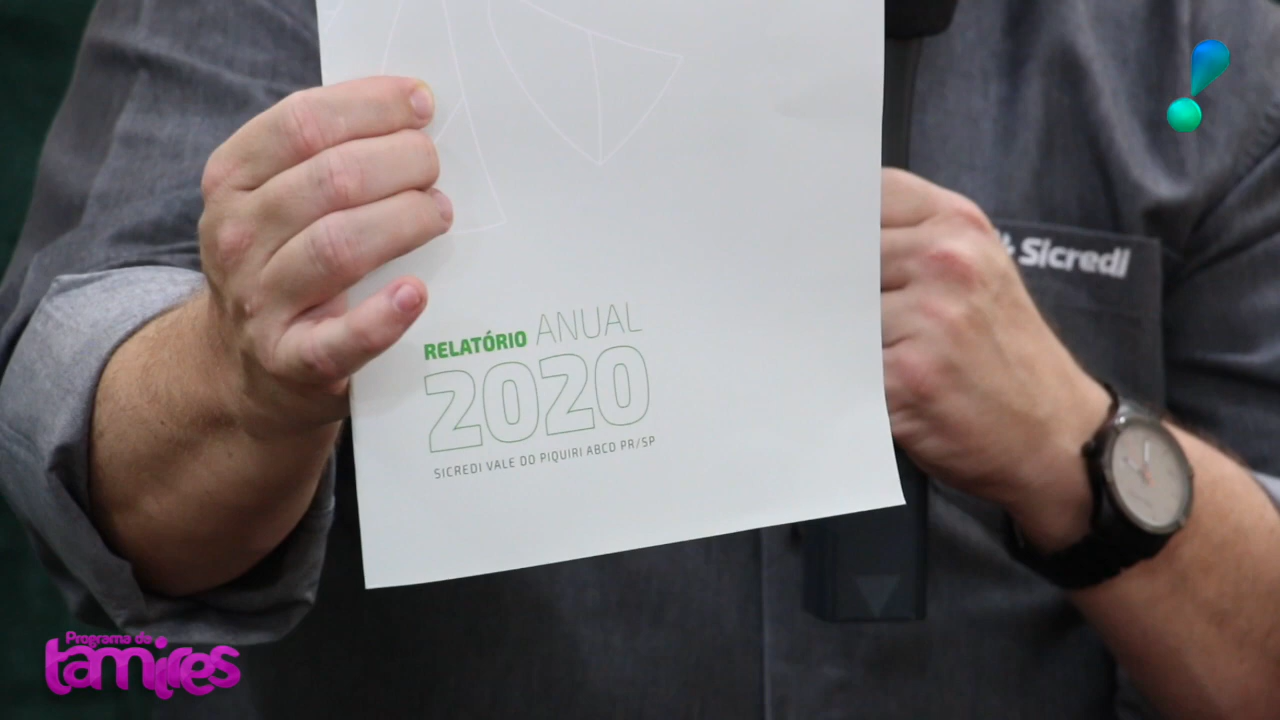 Sicredi
RELATÓRIO ANUAL
2020
SICREDI VALE DO PIQUIRI ABCD PR/SP
Programa da
tamires